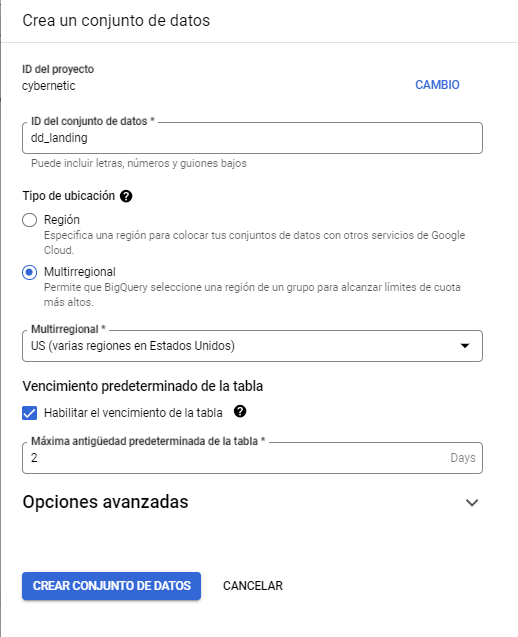 Crea un conjunto de datos
ID del proyecto
cybernetic
CAMBIO
ID del conjunto de datos *
dd_landing
Puede incluir letras, números y guiones bajos
Tipo de ubicación ?
Región
Especifica una región para colocar tus conjuntos de datos con otros servicios de Google
Cloud.
Multirregional
Permite que BigQuery seleccione una región de un grupo para alcanzar límites de cuota
más altos.
Multirregional *
US (varias regiones en Estados Unidos)
Vencimiento predeterminado de la tabla
Habilitar el vencimiento de la tabla ?
Máxima antigüedad predeterminada de la tabla *
2 Days
Opciones avanzadas
CREAR CONJUNTO DE DATOS CANCELAR